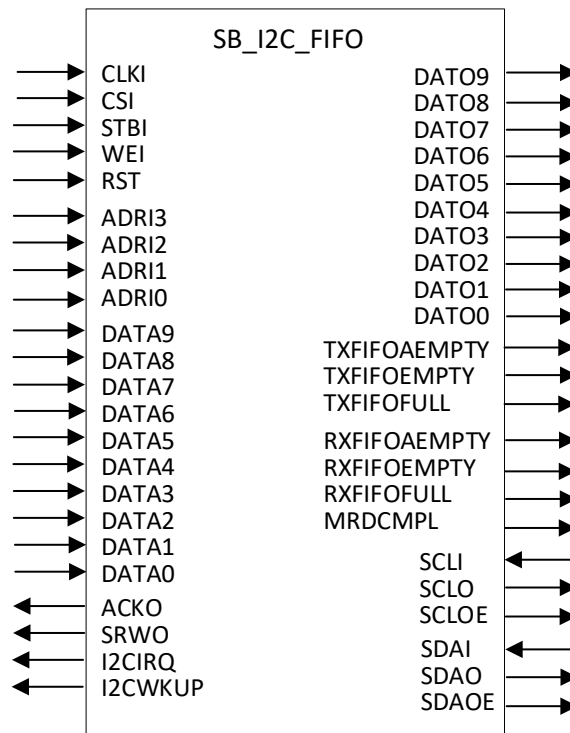 SB_I2C_FIFO
CLKI
CSI
STBI
WEI
RST
ADRI3
ADRI2
ADRI1
ADRI0
DATA9
DATA8
DATA7
DATA6
DATA5
DATA4
DATA3
DATA2
DATA1
DATA0
ACKO
SRWO
I2CIRQ
I2CWKUP
DATO9
DATO8
DATO7
DATO6
DATO5
DATO4
DATO3
DATO2
DATO1
DATO0
TXFIFOAEMPTY
TXFIFOEMPTY
TXFIFOFULL
RXFIFOAEMPTY
RXFIFOEMPTY
RXFIFOFULL
MRDCMPL
SCLI
SCLO
SCLOE
SDAI
SDAO
SDAOE